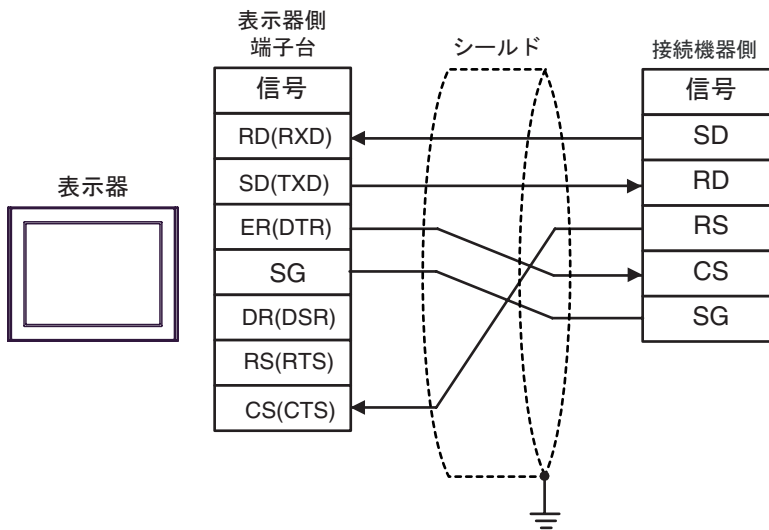 表示器側
端子台
シールド
接続機器側
信号
信号
RD(RXD)
SD
SD(TXD)
RD
表示器
ER(DTR)
RS
SG
CS
DR(DSR)
SG
RS(RTS)
CS(CTS)